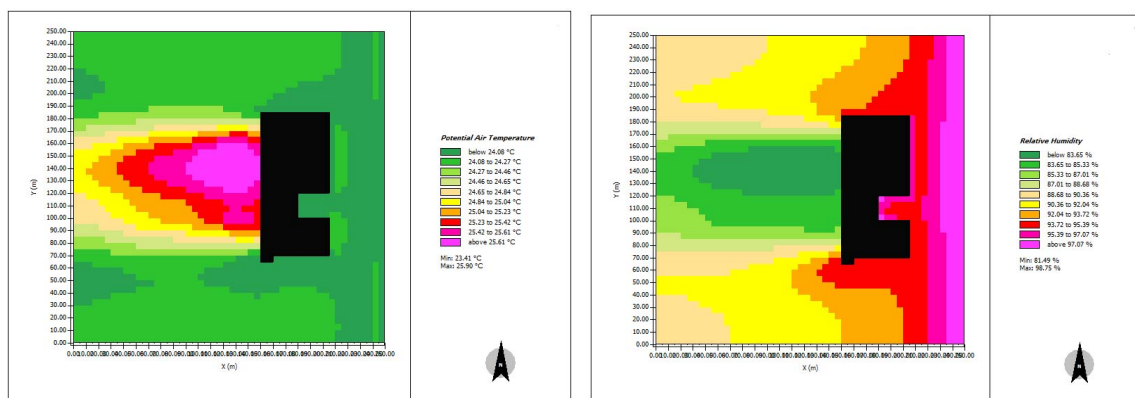 250.00
240.00
230.00
220.00
210.00
200.00
190.00
180.00
170.00
160.00
150.00
140.00
130.00
120.00
110.00
100.00
90.00
80.00
70.00
60.00
50.00
40.00
30.00
20.00
10.00
0.00
Y (m)
X (m)
Potential Air Temperature
below 24.08 °C
24.08 to 24.27 °C
24.27 to 24.46 °C
24.46 to 24.65 °C
24.65 to 24.84 °C
24.84 to 25.04 °C
25.04 to 25.23 °C
25.23 to 25.42 °C
25.42 to 25.61 °C
above 25.61 °C
Min: 23.41 °C
Max: 25.90 °C
N
250.00
240.00
230.00
220.00
210.00
200.00
190.00
180.00
170.00
160.00
150.00
140.00
130.00
120.00
110.00
100.00
90.00
80.00
70.00
60.00
50.00
40.00
30.00
20.00
10.00
0.00
Y (m)
X (m)
Relative Humidity
below 83.65 %
83.65 to 85.33 %
85.33 to 87.01 %
87.01 to 88.68 %
88.68 to 90.36 %
90.36 to 92.04 %
92.04 to 93.72 %
93.72 to 95.39 %
95.39 to 97.07 %
above 97.07 %
Min: 81.49 %
Max: 98.75 %
N